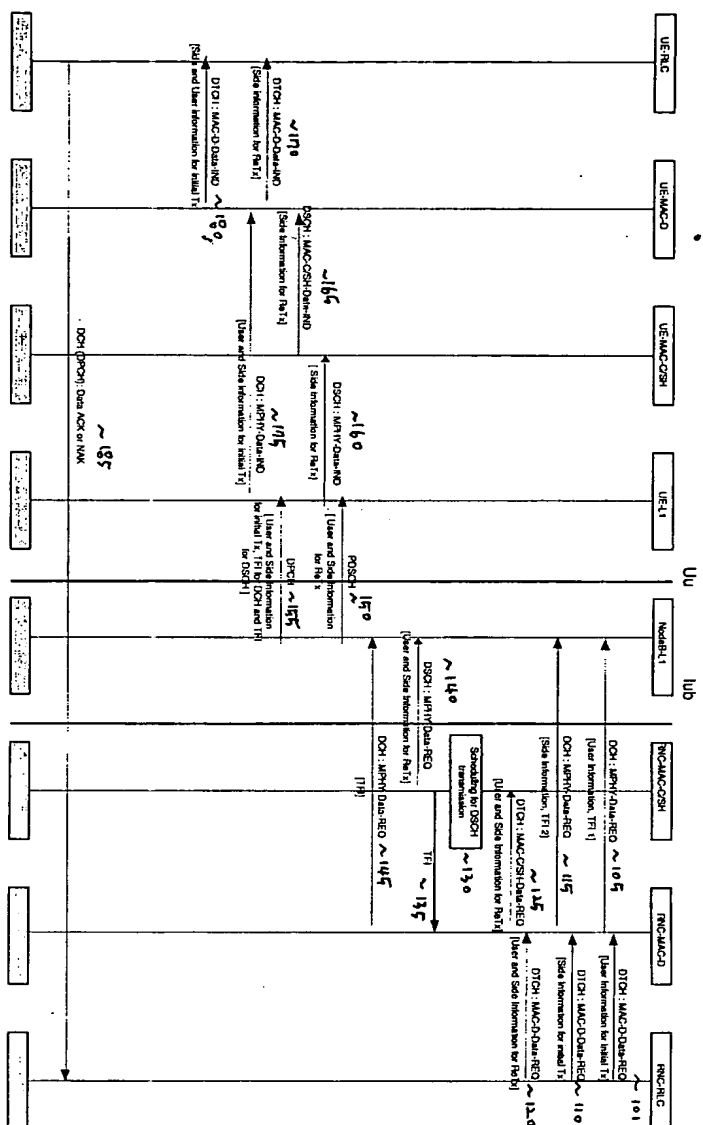 UE-RLC
UE-MAC-D
UE-MAC-C/SH
UE-L1
Uu
NodeB-L1
Iub
RNC-MAC-C/SH
RNC-MAC-D
RNC-RLC
DTCH : MAC-D-Data-REQ ~101
[User Information for Initial Tx]
DCH : MPHY-Data-REQ ~105
[User Information, TFI 1]
DTCH : MAC-D-Data-REQ ~110
[Side Information for Initial Tx]
DCH : MPHY-Data-REQ ~115
[Side Information, TFI 2]
DTCH : MAC-D-Data-REQ ~120
[User and Side Information for ReTx]
DTCH : MAC-C/SH-Data-REQ ~125
[User and Side Information for ReTx]
Scheduling for DSCH
transmission
~130
TFI ~135
DSCH : MPHY-Data-REQ ~140
[User and Side Information for ReTx]
DCH : MPHY-Data-REQ ~145
[TFI]
PDSCH ~150
[User and Side Information
for ReTx
DPCH ~155
[User and Side Information
for Initial Tx, TFI for DCH and TFI
for DSCH ]
DSCH : MPHY-Data-IND ~160
[ Side Information for ReTx]
DSCH : MAC-C/SH-Data-IND ~165
[Side Information for ReTx]
DTCH : MAC-D-Data-IND ~170
[Side Information for ReTx]
DCH : MPHY-Data-IND ~175
[User and Side Information for Initial Tx]
DTCH : MAC-D-Data-IND
[Side and User Information for Initial Tx]
DCH (DPCH): Data ACK or NAK ~185